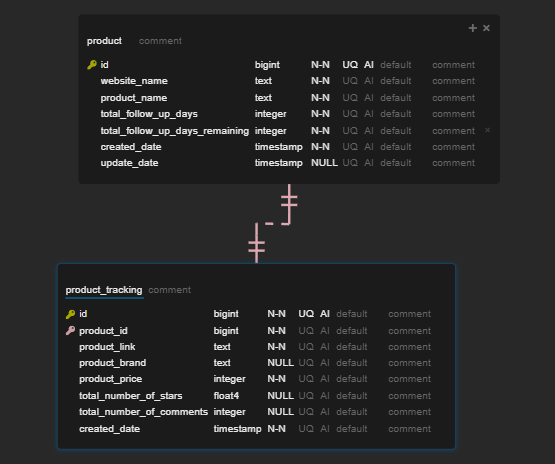 product comment + ×
id bigint N-N UQ AI default comment
website_name text N-N UQ AI default comment
product_name text N-N UQ AI default comment
total_follow_up_days integer N-N UQ AI default comment
total_follow_up_days_remaining integer N-N UQ AI default comment ×
created_date timestamp N-N UQ AI default comment
update_date timestamp NULL UQ AI default comment
product_tracking comment
id bigint N-N UQ AI default comment
product_id bigint N-N UQ AI default comment
product_link text N-N UQ AI default comment
product_brand text NULL UQ AI default comment
product_price integer N-N UQ AI default comment
total_number_of_stars float4 NULL UQ AI default comment
total_number_of_comments integer NULL UQ AI default comment
created_date timestamp N-N UQ AI default comment